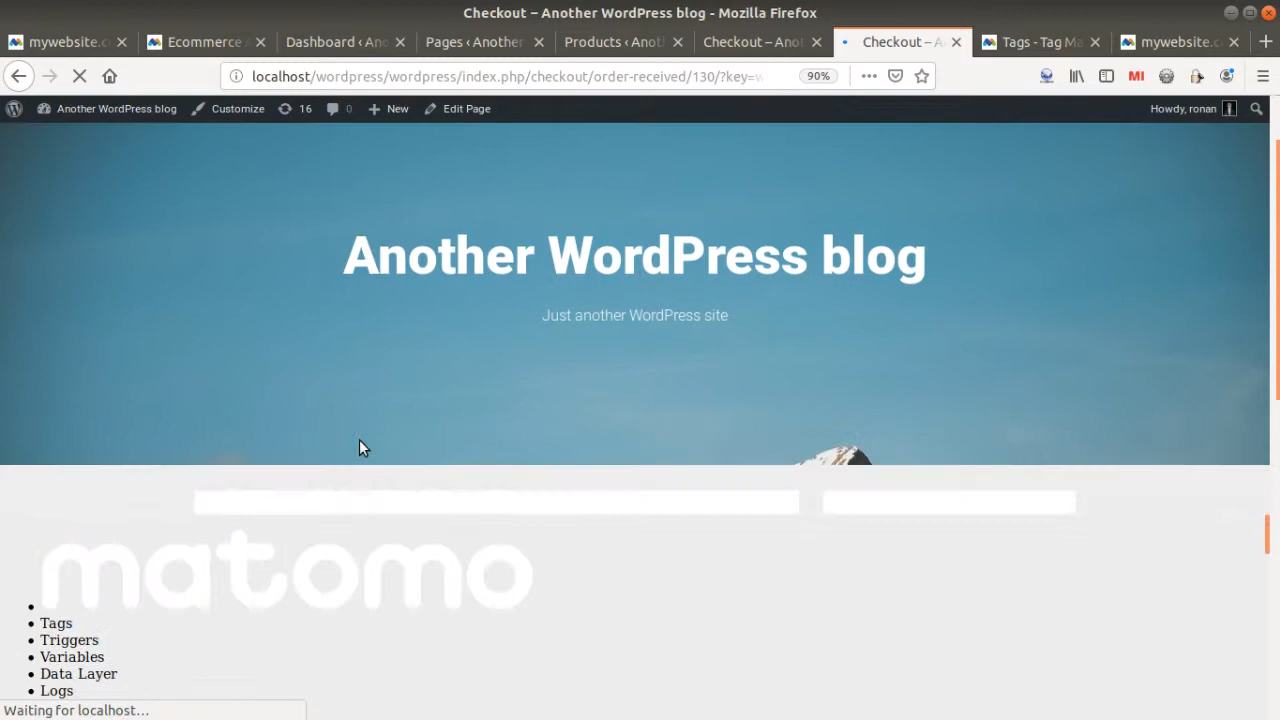 Checkout – Another WordPress blog - Mozilla Firefox
mywebsite.c
Ecommerce A
Dashboard ‹ Ano
Pages ‹ Another
Products ‹ Anot
Checkout – Anot
Checkout – A
Tags - Tag Ma
mywebsite.c
localhost/wordpress/wordpress/index.php/checkout/order-received/130/?key=w
90%
MI
Another WordPress blog
Customize
16
0
New
Edit Page
Howdy, ronan
Another WordPress blog
Just another WordPress site
matomo
Tags
Triggers
Variables
Data Layer
Logs
Waiting for localhost…